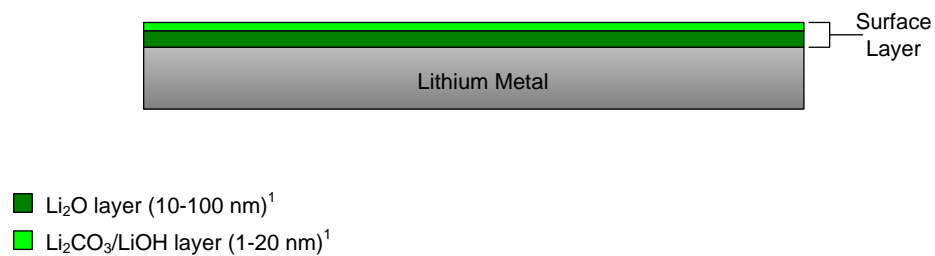 Surface
Layer
Lithium Metal
Li₂O layer (10-100 nm)¹
Li₂CO₃/LiOH layer (1-20 nm)¹